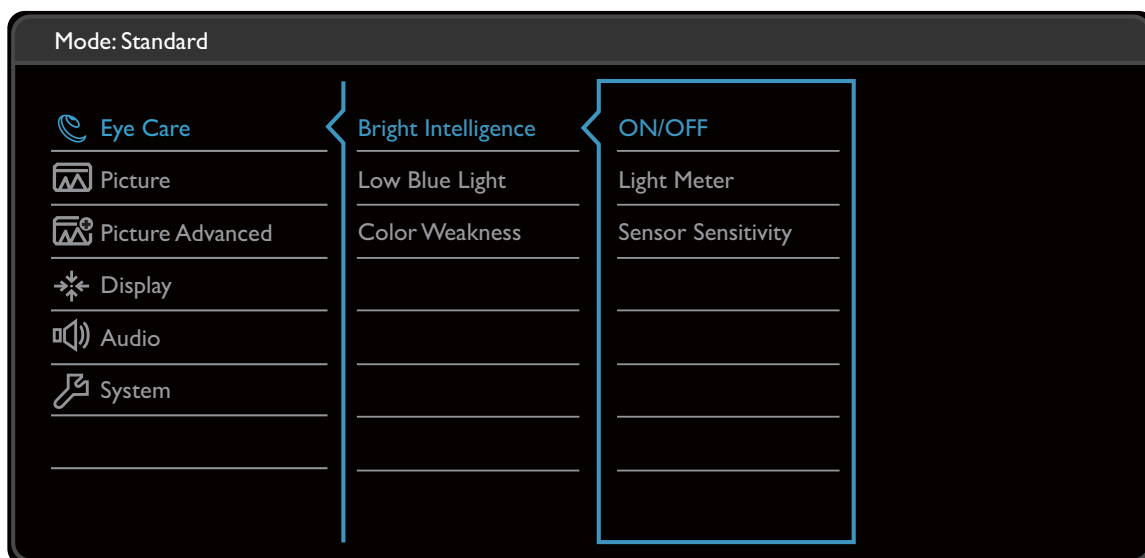 Mode: Standard
Eye Care
Bright Intelligence
ON/OFF
Picture
Low Blue Light
Light Meter
Picture Advanced
Color Weakness
Sensor Sensitivity
Display
Audio
System